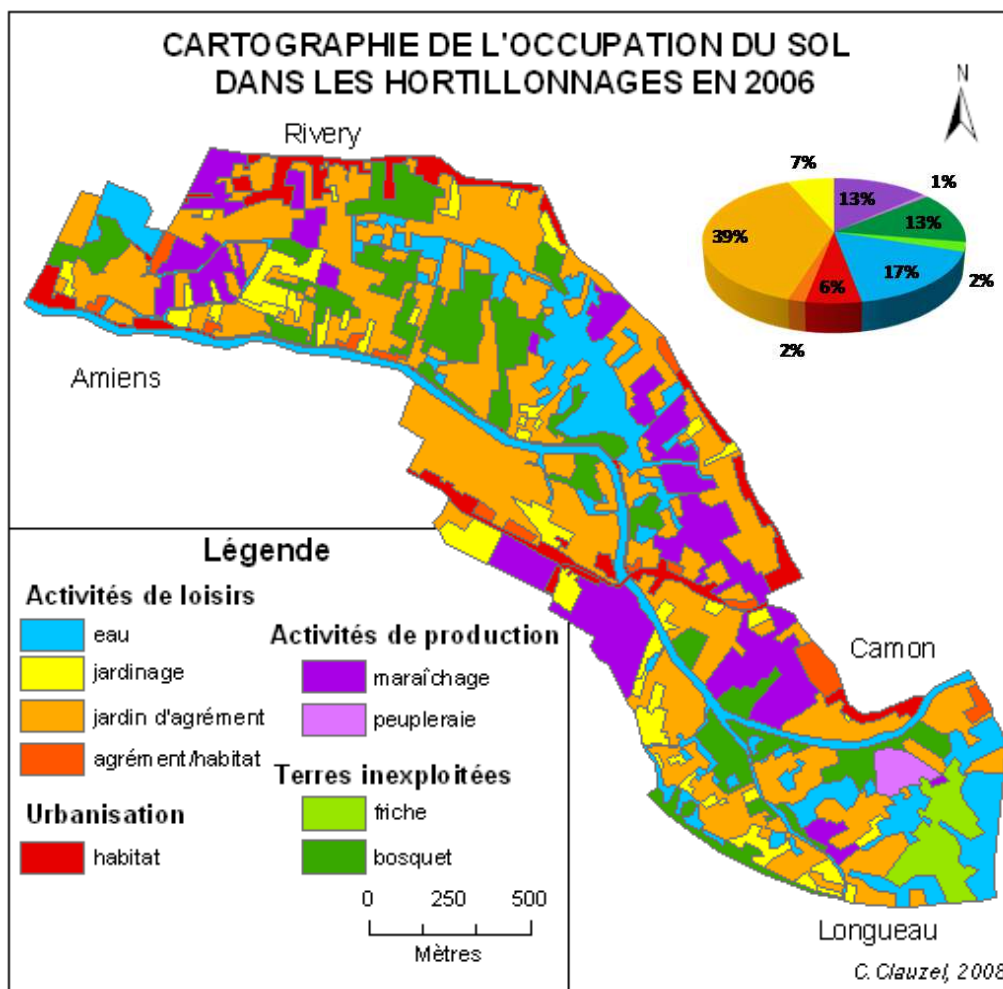 CARTOGRAPHIE DE L'OCCUPATION DU SOL
DANS LES HORTILLONNAGES EN 2006
N
Rivery
7%
13%
1%
13%
39%
17%
2%
6%
2%
Amiens
Camon
Longueau
Légende
Activités de loisirs
eau
jardinage
jardin d'agrément
agrément/habitat
Urbanisation
habitat
Activités de production
maraîchage
peupleraie
Terres inexploitées
friche
bosquet
0 250 500
Mètres
C. Clauzel, 2008